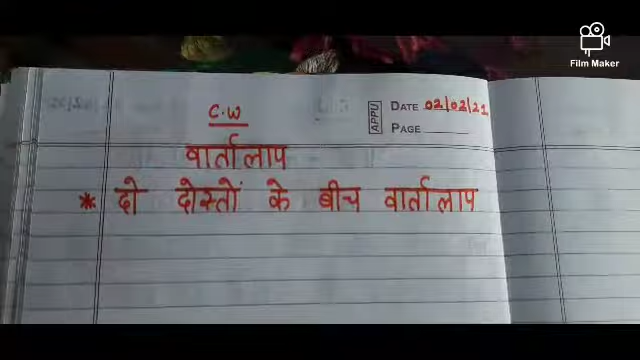 Film Maker
C.W
APPU
DATE 02/02/21
PAGE
वार्तालाप
* दो दोस्तों के बीच वार्तालाप